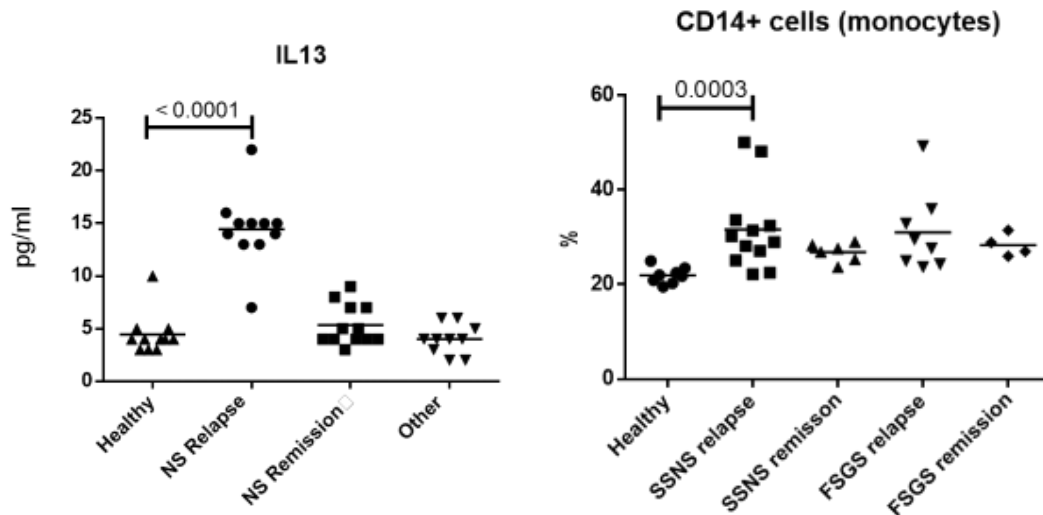 IL13
< 0.0001
pg/ml
25
20
15
10
5
0
Healthy
NS Relapse
NS Remission◇
Other
CD14+ cells (monocytes)
0.0003
%
60
40
20
0
Healthy
SSNS relapse
SSNS remisson
FSGS relapse
FSGS remission